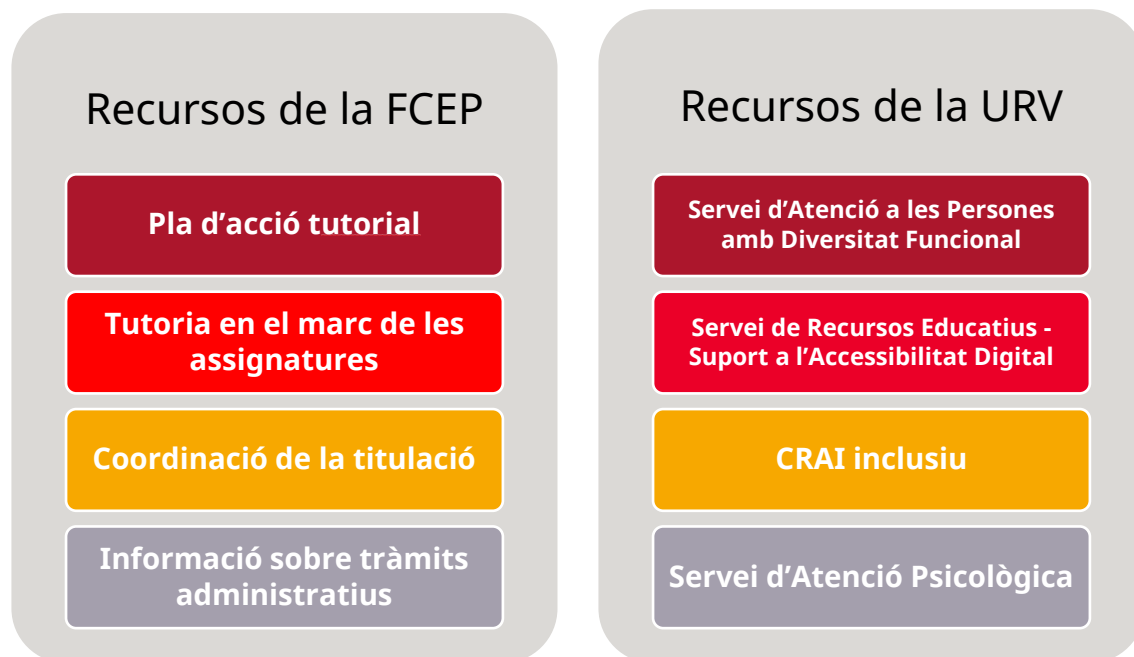 Recursos de la FCEP
Pla d’acció tutorial
Tutoria en el marc de les
assignatures
Coordinació de la titulació
Informació sobre tràmits
administratius
Recursos de la URV
Servei d’Atenció a les Persones
amb Diversitat Funcional
Servei de Recursos Educatius -
Suport a l’Accessibilitat Digital
CRAI inclusiu
Servei d’Atenció Psicològica